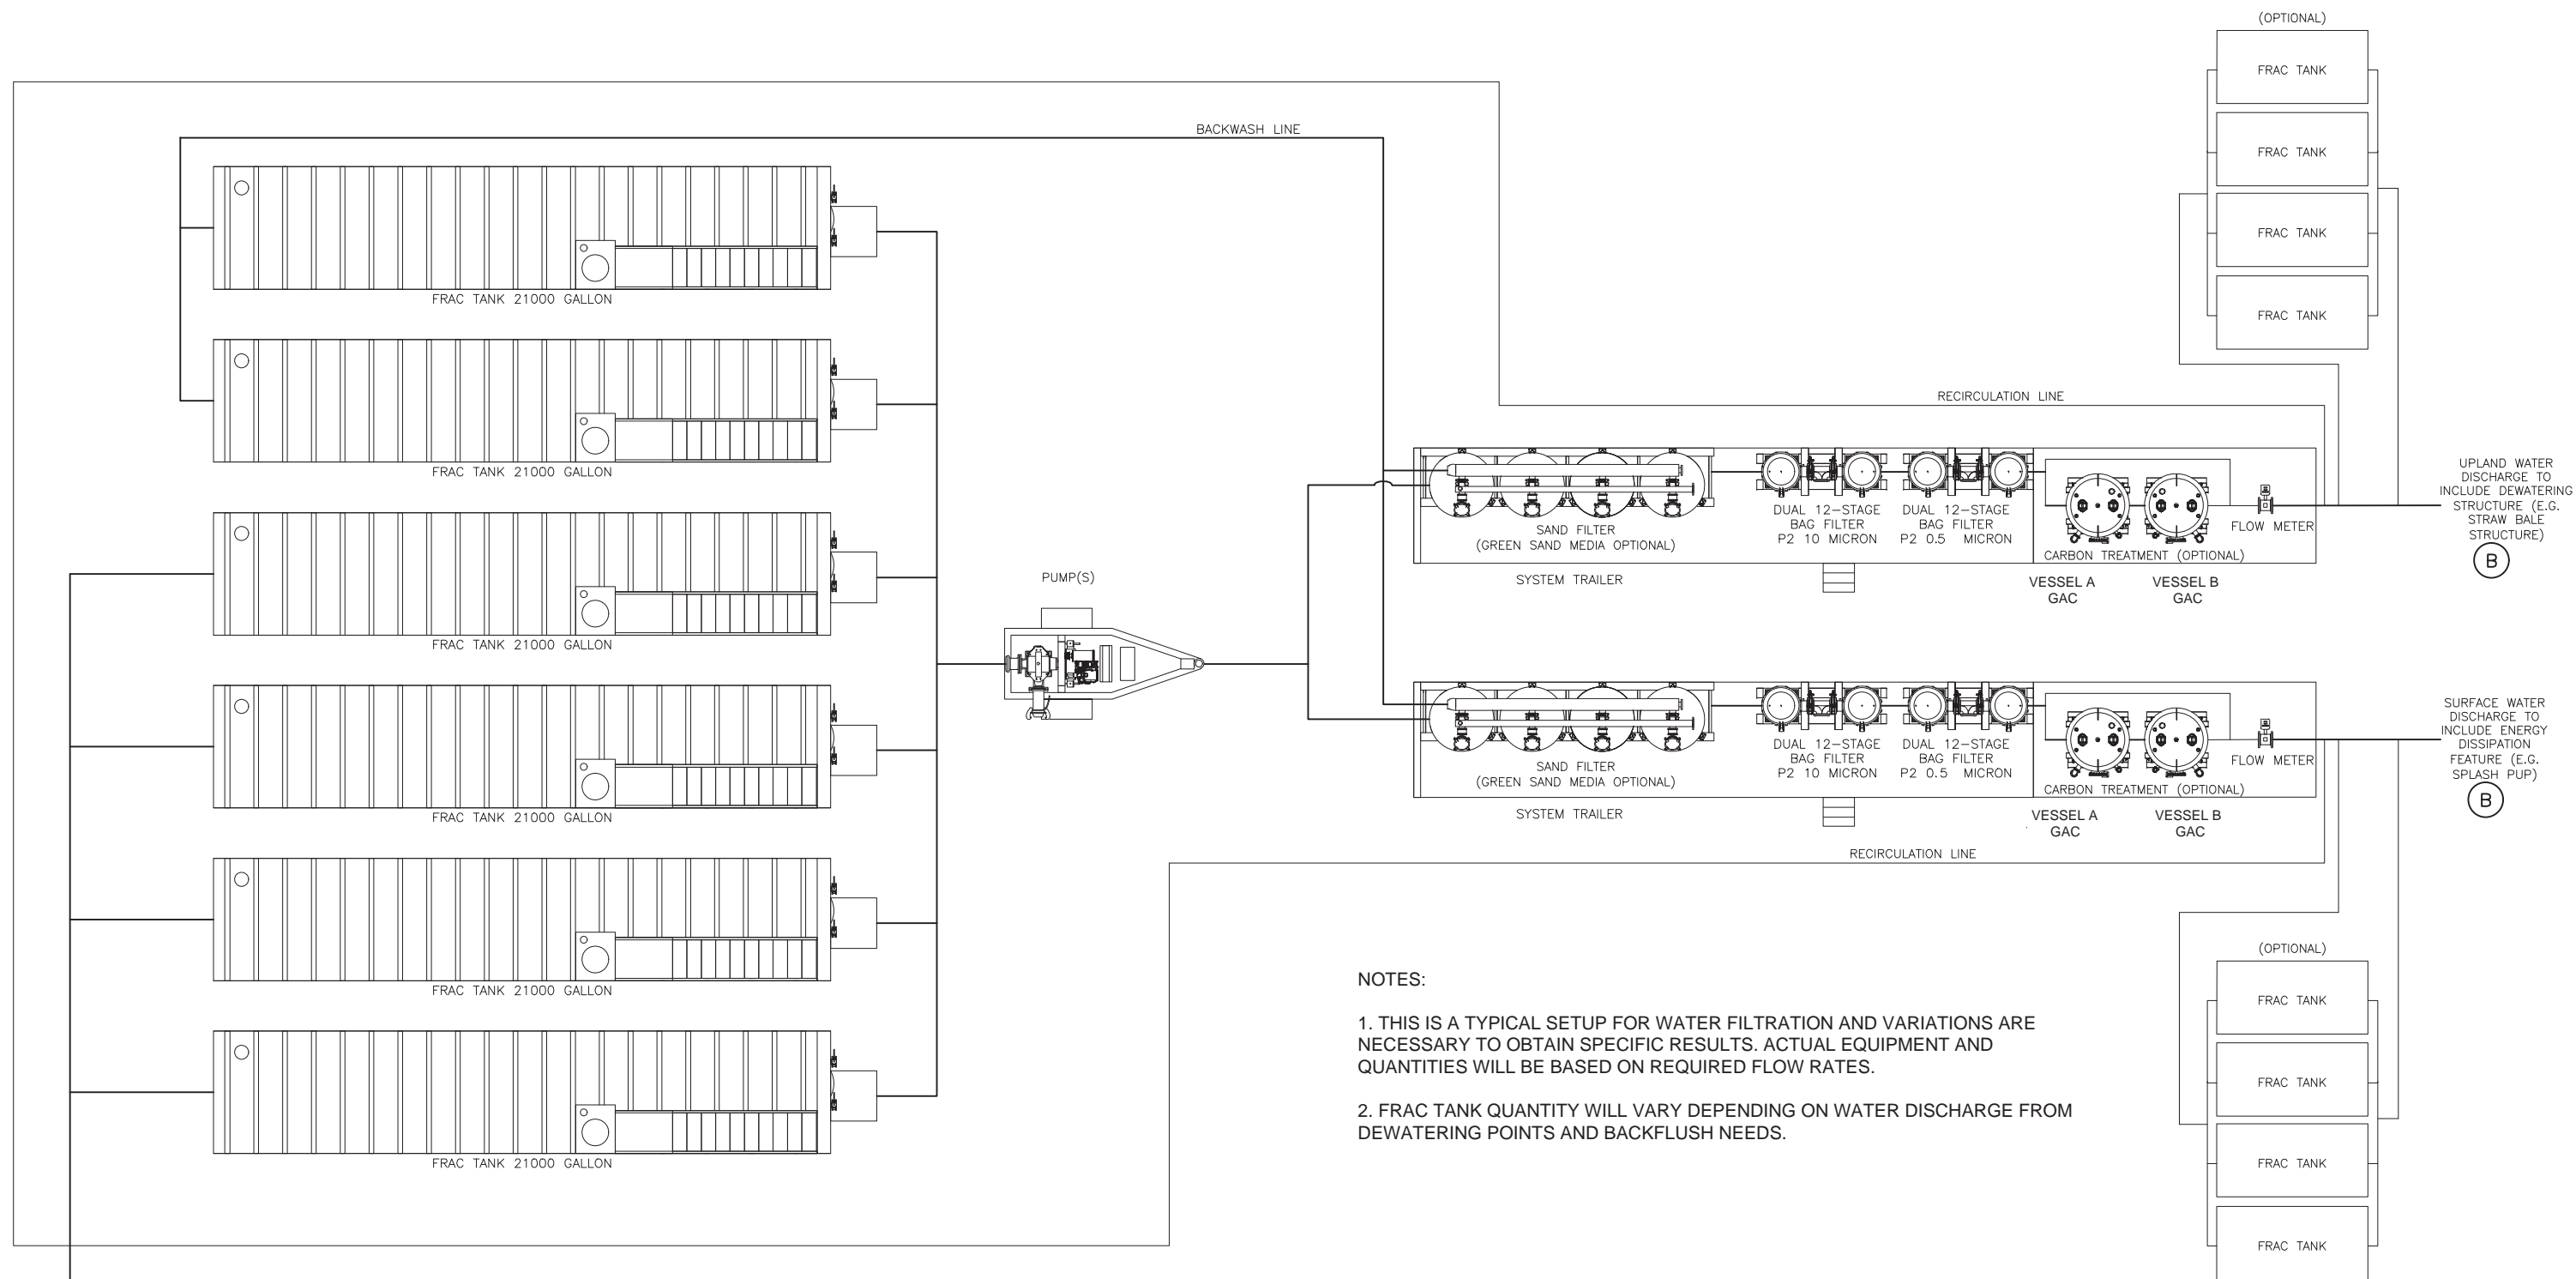 (OPTIONAL)
FRAC TANK
FRAC TANK
FRAC TANK
FRAC TANK
BACKWASH LINE
FRAC TANK 21000 GALLON
FRAC TANK 21000 GALLON
FRAC TANK 21000 GALLON
FRAC TANK 21000 GALLON
FRAC TANK 21000 GALLON
FRAC TANK 21000 GALLON
PUMP(S)
RECIRCULATION LINE
SAND FILTER
(GREEN SAND MEDIA OPTIONAL)
DUAL 12-STAGE
BAG FILTER
P2 10 MICRON
DUAL 12-STAGE
BAG FILTER
P2 0.5 MICRON
FLOW METER
CARBON TREATMENT (OPTIONAL)
SYSTEM TRAILER
VESSEL A
GAC
VESSEL B
GAC
UPLAND WATER
DISCHARGE TO
INCLUDE DEWATERING
STRUCTURE (E.G.
STRAW BALE
STRUCTURE)
B
SAND FILTER
(GREEN SAND MEDIA OPTIONAL)
DUAL 12-STAGE
BAG FILTER
P2 10 MICRON
DUAL 12-STAGE
BAG FILTER
P2 0.5 MICRON
FLOW METER
CARBON TREATMENT (OPTIONAL)
SYSTEM TRAILER
VESSEL A
GAC
VESSEL B
GAC
SURFACE WATER
DISCHARGE TO
INCLUDE ENERGY
DISSIPATION
FEATURE (E.G.
SPLASH PUP)
B
RECIRCULATION LINE
(OPTIONAL)
FRAC TANK
FRAC TANK
FRAC TANK
FRAC TANK
NOTES:
1. THIS IS A TYPICAL SETUP FOR WATER FILTRATION AND VARIATIONS ARE
NECESSARY TO OBTAIN SPECIFIC RESULTS. ACTUAL EQUIPMENT AND
QUANTITIES WILL BE BASED ON REQUIRED FLOW RATES.
2. FRAC TANK QUANTITY WILL VARY DEPENDING ON WATER DISCHARGE FROM
DEWATERING POINTS AND BACKFLUSH NEEDS.